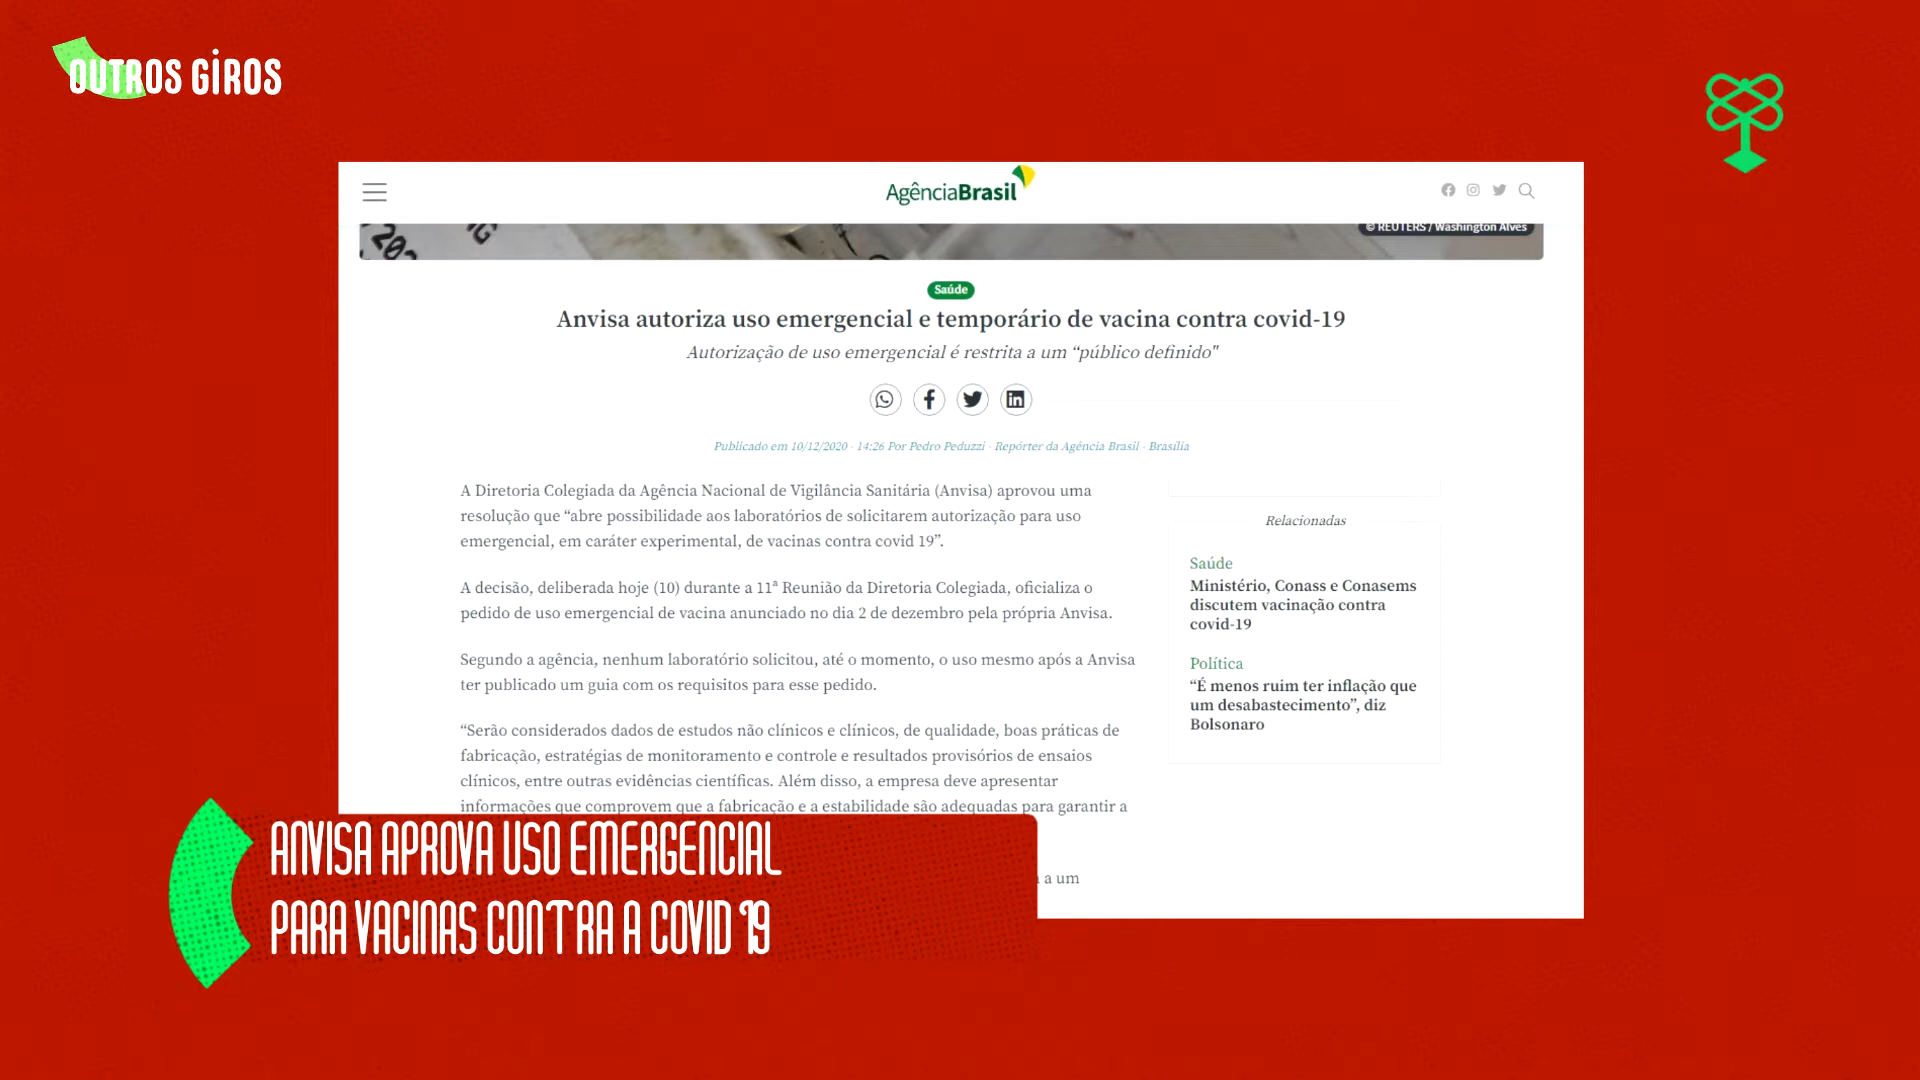 OUTROS GIROS
AgênciaBrasil
202
© REUTERS / Washington Alves
Saúde
Anvisa autoriza uso emergencial e temporário de vacina contra covid-19
Autorização de uso emergencial é restrita a um “público definido"
Publicado em 10/12/2020 - 14:26 Por Pedro Peduzzi - Repórter da Agência Brasil - Brasília
A Diretoria Colegiada da Agência Nacional de Vigilância Sanitária (Anvisa) aprovou uma
resolução que “abre possibilidade aos laboratórios de solicitarem autorização para uso
emergencial, em caráter experimental, de vacinas contra covid 19”.
A decisão, deliberada hoje (10) durante a 11ª Reunião da Diretoria Colegiada, oficializa o
pedido de uso emergencial de vacina anunciado no dia 2 de dezembro pela própria Anvisa.
Segundo a agência, nenhum laboratório solicitou, até o momento, o uso mesmo após a Anvisa
ter publicado um guia com os requisitos para esse pedido.
“Serão considerados dados de estudos não clínicos e clínicos, de qualidade, boas práticas de
fabricação, estratégias de monitoramento e controle e resultados provisórios de ensaios
clínicos, entre outras evidências científicas. Além disso, a empresa deve apresentar
informações que comprovem que a fabricação e a estabilidade são adequadas para garantir a
a um
Relacionadas
Saúde
Ministério, Conass e Conasems
discutem vacinação contra
covid-19
Política
“É menos ruim ter inflação que
um desabastecimento”, diz
Bolsonaro
ANVISA APROVA USO EMERGENCIAL
PARA VACINAS CONTRA A COVID 19